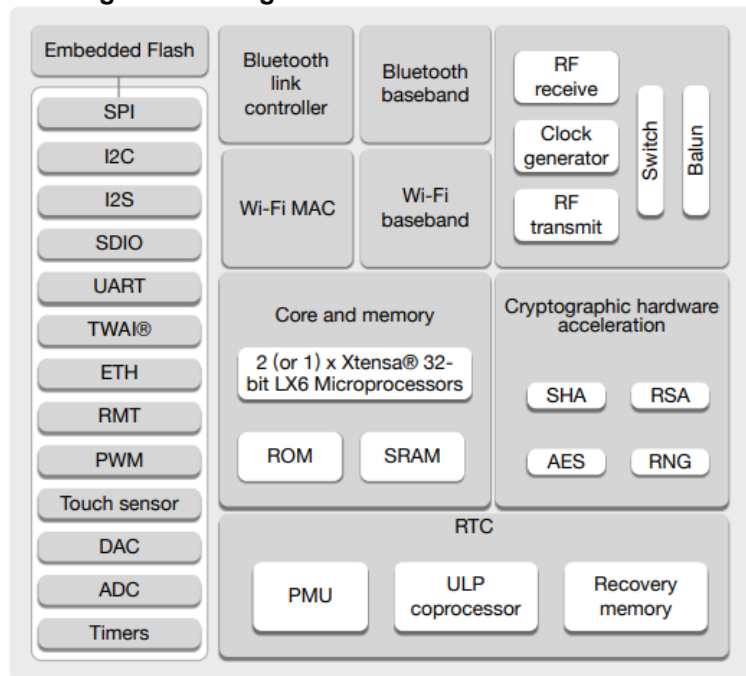 Embedded Flash
SPI
I2C
I2S
SDIO
UART
TWAI®
ETH
RMT
PWM
Touch sensor
DAC
ADC
Timers
Bluetooth
link
controller
Bluetooth
baseband
Wi-Fi MAC
Wi-Fi
baseband
RF
receive
Clock
generator
RF
transmit
Switch
Balun
Core and memory
2 (or 1) x Xtensa® 32-
bit LX6 Microprocessors
ROM
SRAM
Cryptographic hardware
acceleration
SHA
RSA
AES
RNG
RTC
PMU
ULP
coprocessor
Recovery
memory